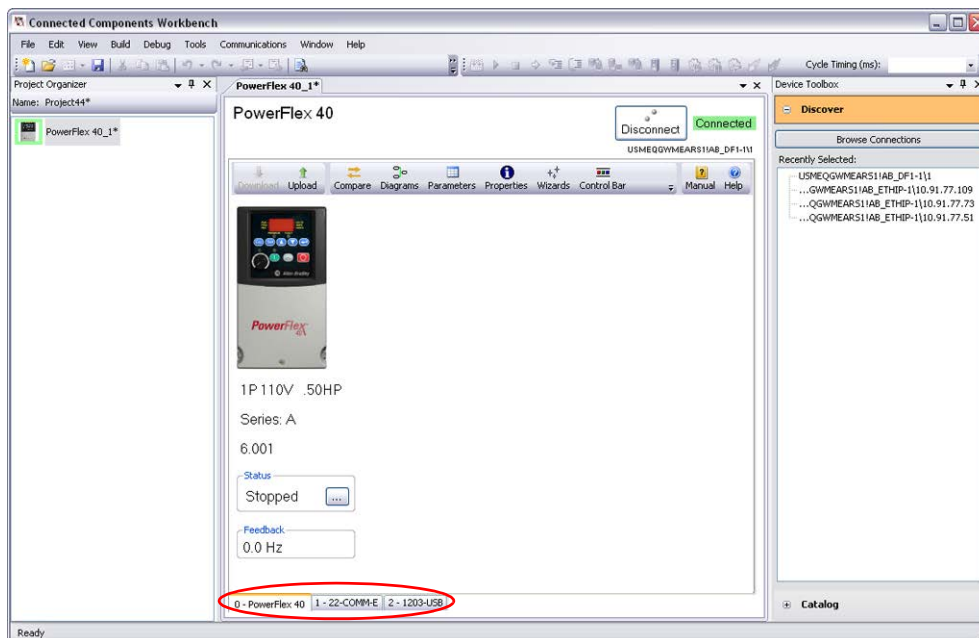 Connected Components Workbench
File Edit View Build Debug Tools Communications Window Help
Cycle Timing (ms):
Project Organizer
Name: Project44*
PowerFlex 40_1*
PowerFlex 40_1*
PowerFlex 40
Disconnect
Connected
USMEQGWMEARS1!AB_DF1-1\1
Download Upload Compare Diagrams Parameters Properties Wizards Control Bar Manual Help
Allen-Bradley
PowerFlex
1P 110V .50HP
Series: A
6.001
Status
Stopped ...
Feedback
0.0 Hz
0 - PowerFlex 40 1 - 22-COMM-E 2 - 1203-USB
Device Toolbox
Discover
Browse Connections
Recently Selected:
USMEQGWMEARS1!AB_DF1-1\1
...GWMEARS1!AB_ETHIP-1\10.91.77.109
...QGWMEARS1!AB_ETHIP-1\10.91.77.73
...QGWMEARS1!AB_ETHIP-1\10.91.77.51
Catalog
Ready